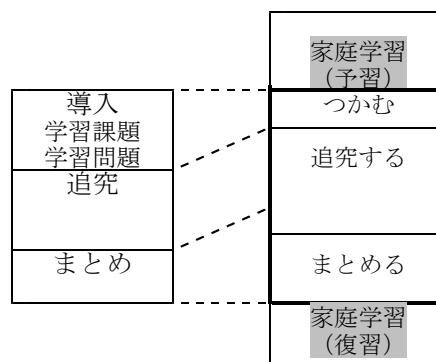 導入
学習課題
学習問題
追究
まとめ
家庭学習
（予習）
つかむ
追究する
まとめる
家庭学習
（復習）